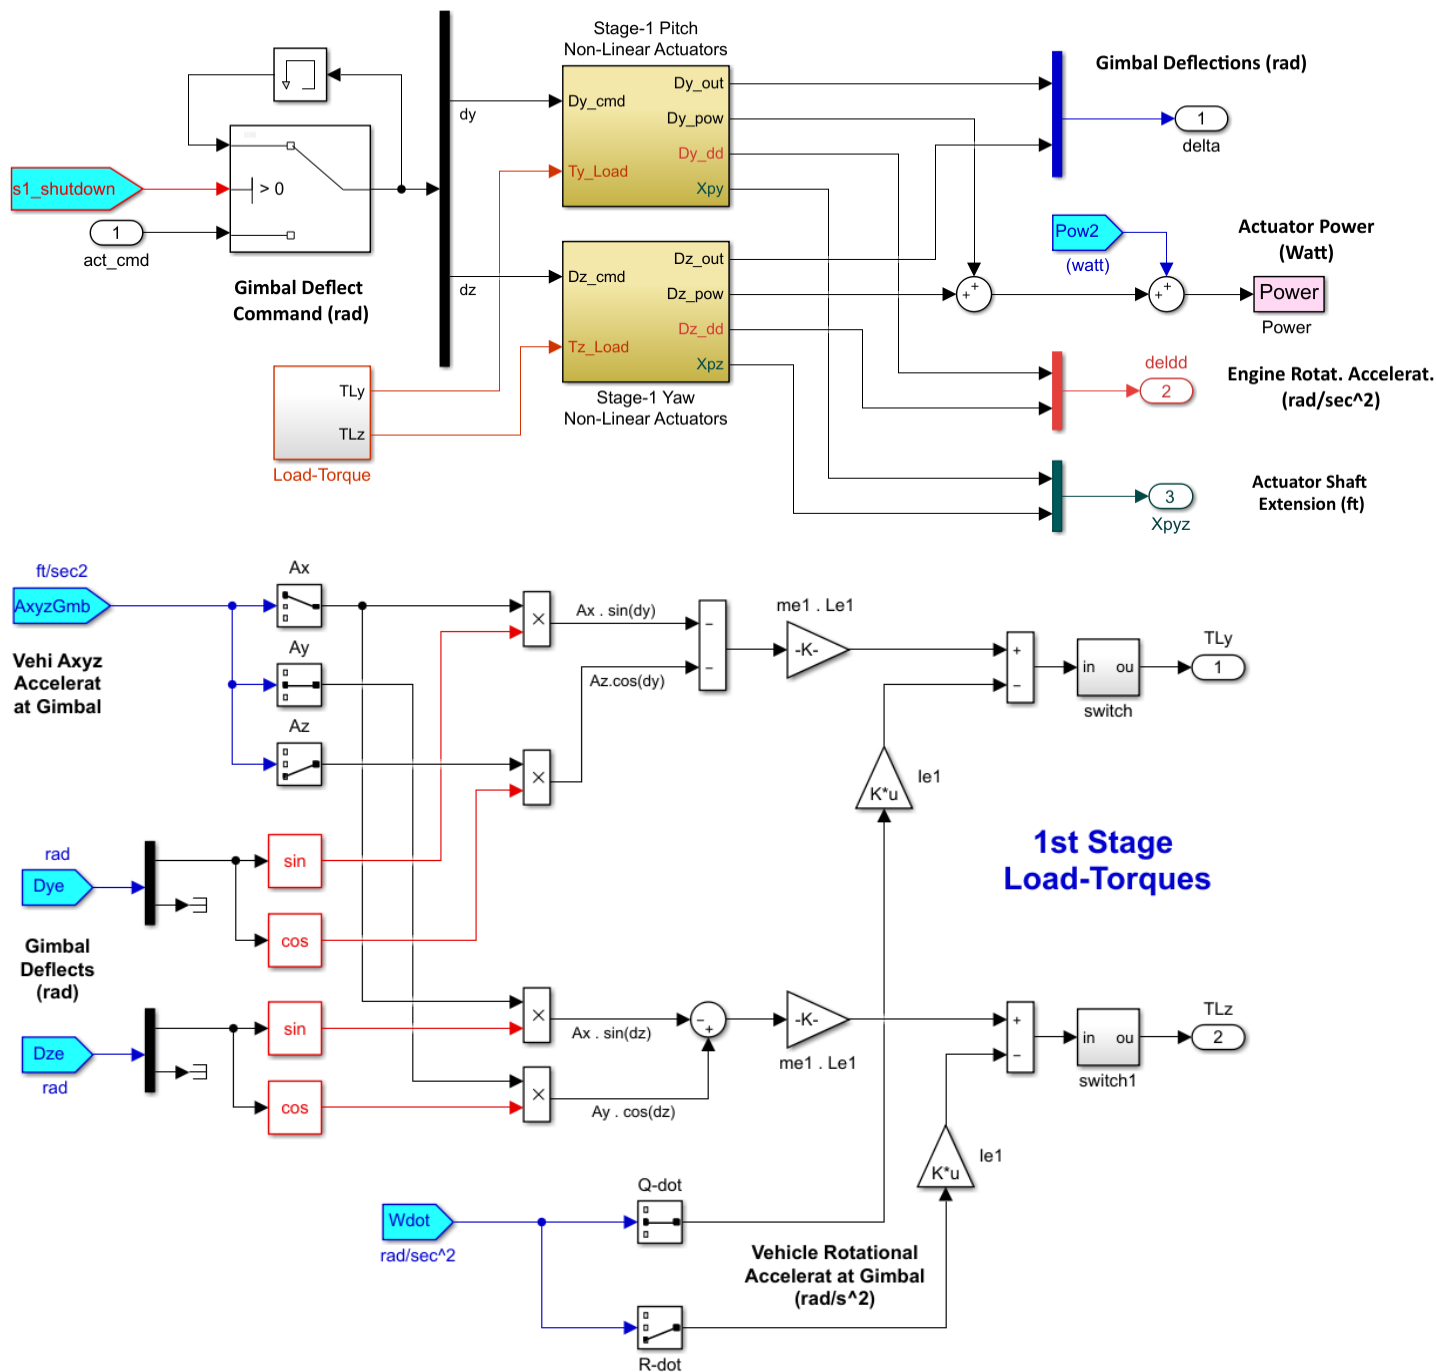 Stage-1 Pitch
Non-Linear Actuators
Dy_cmd
Ty_Load
Dy_out
Dy_pow
Dy_dd
Xpy
dy
Gimbal Deflections (rad)
1
delta
s1_shutdown
> 0
1
act_cmd
Gimbal Deflect
Command (rad)
dz
Dz_cmd
Tz_Load
Dz_out
Dz_pow
Dz_dd
Xpz
Stage-1 Yaw
Non-Linear Actuators
Pow2
(watt)
+
+
+
+
Actuator Power
(Watt)
Power
Power
TLy
TLz
Load-Torque
deldd
2
Engine Rotat. Accelerat.
(rad/sec^2)
3
Xpyz
Actuator Shaft
Extension (ft)
ft/sec2
AxyzGmb
Vehi Axyz
Accelerat
at Gimbal
Ax
Ay
Az
×
Ax . sin(dy)
×
Az.cos(dy)
−
−
me1 . Le1
-K-
+
−
in ou
switch
TLy
1
Ie1
K*u
1st Stage
Load-Torques
rad
Dye
sin
cos
Gimbal
Deflects
(rad)
Dze
rad
sin
cos
×
Ax . sin(dz)
×
Ay . cos(dz)
−
+
-K-
me1 . Le1
+
−
in ou
switch1
TLz
2
Ie1
K*u
Wdot
rad/sec^2
Q-dot
Vehicle Rotational
Accelerat at Gimbal
(rad/s^2)
R-dot